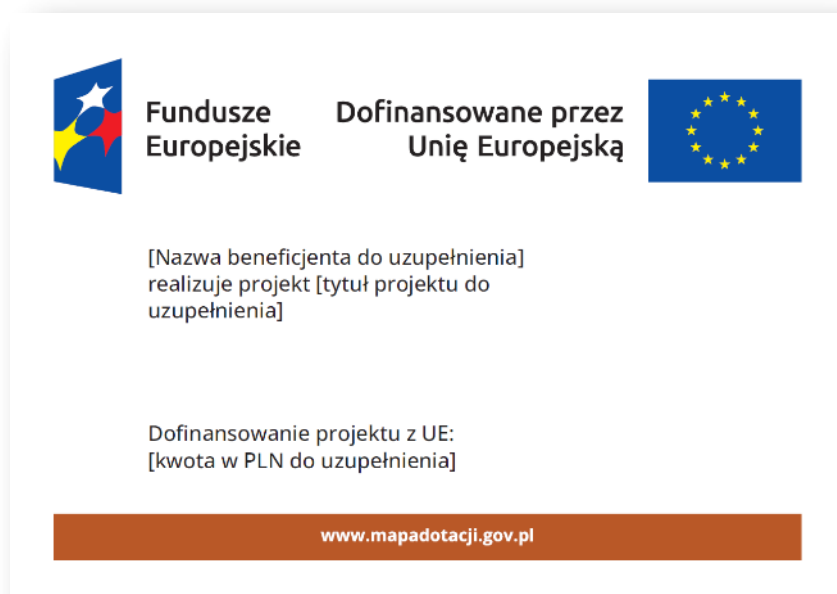 Fundusze
Europejskie
Dofinansowane przez
Unię Europejską
[Nazwa beneficjenta do uzupełnienia]
realizuje projekt [tytuł projektu do
uzupełnienia]
Dofinansowanie projektu z UE:
[kwota w PLN do uzupełnienia]
www.mapadotacji.gov.pl